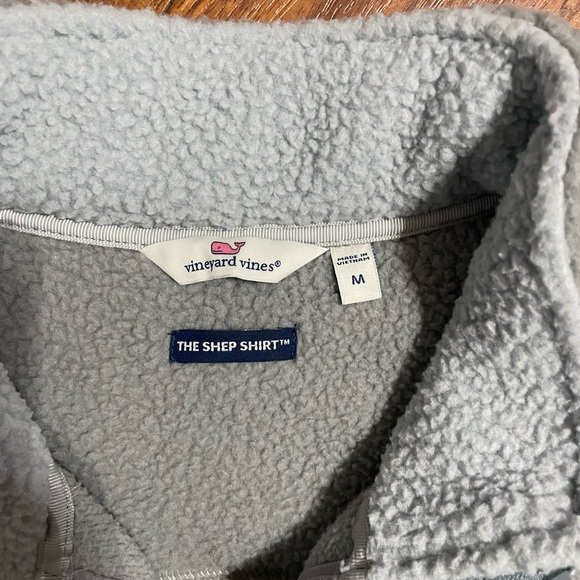 vineyard vines®
MADE IN
VIETNAM
M
THE SHEP SHIRT™